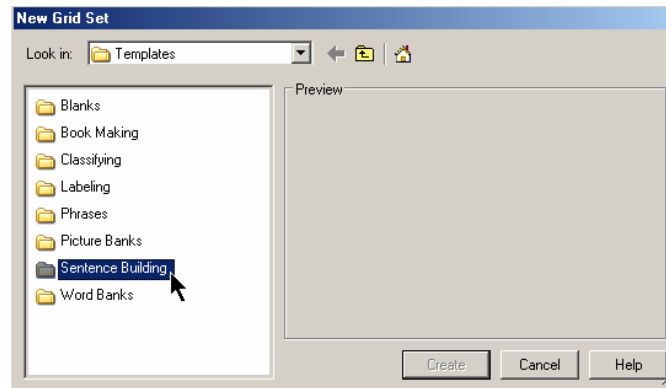 New Grid Set
Look in: Templates
Preview
Blanks
Book Making
Classifying
Labeling
Phrases
Picture Banks
Sentence Building
Word Banks
Create Cancel Help